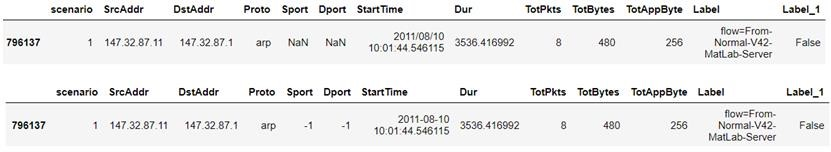 scenario SrcAddr DstAddr Proto Sport Dport StartTime Dur TotPkts TotBytes TotAppByte Label Label_1
796137 1 147.32.87.11 147.32.87.1 arp NaN NaN 2011/08/10 10:01:44.546115 3536.416992 8 480 256 flow=From-Normal-V42-MatLab-Server False
scenario SrcAddr DstAddr Proto Sport Dport StartTime Dur TotPkts TotBytes TotAppByte Label Label_1
796137 1 147.32.87.11 147.32.87.1 arp -1 -1 2011-08-10 10:01:44.546115 3536.416992 8 480 256 flow=From-Normal-V42-MatLab-Server False